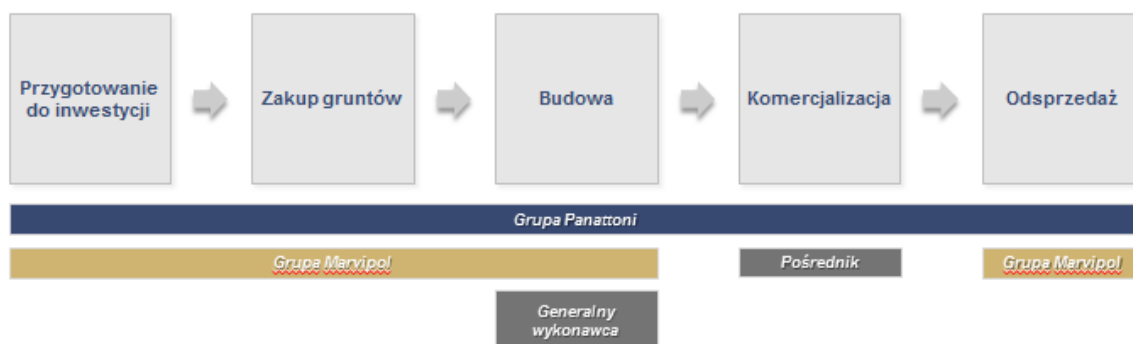 Przygotowanie
do inwestycji
Zakup gruntów
Budowa
Komercjalizacja
Odsprzedaż
Grupa Panattoni
Grupa Marvipol
Pośrednik
Grupa Marvipol
Generalny
wykonawca